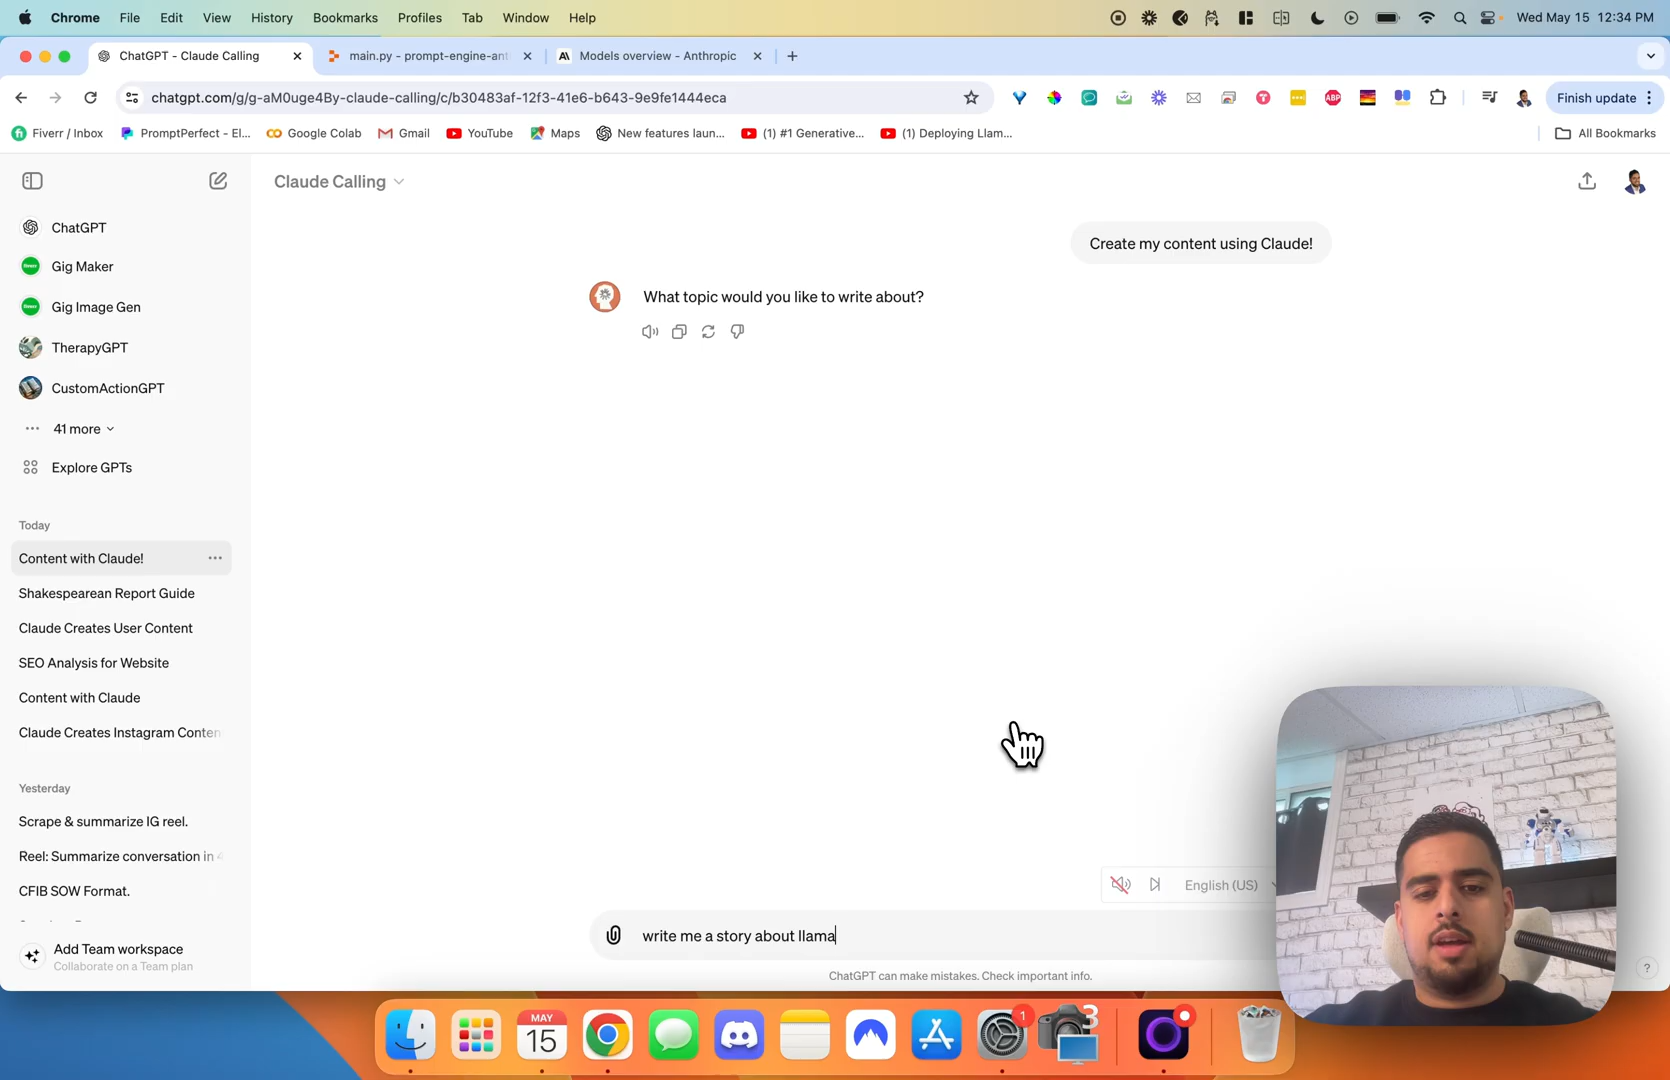 Chrome File Edit View History Bookmarks Profiles Tab Window Help Wed May 15 12:34 PM
ChatGPT - Claude Calling main.py - prompt-engine-ant Models overview - Anthropic
chatgpt.com/g/g-aM0uge4By-claude-calling/c/b30483af-12f3-41e6-b643-9e9fe1444eca ABP Finish update
Fiverr / Inbox PromptPerfect - El... Google Colab Gmail YouTube Maps New features laun... (1) #1 Generative... (1) Deploying Llam... All Bookmarks
Claude Calling
ChatGPT
Gig Maker
Gig Image Gen
TherapyGPT
CustomActionGPT
41 more
Explore GPTs
Today
Content with Claude!
Shakespearean Report Guide
Claude Creates User Content
SEO Analysis for Website
Content with Claude
Claude Creates Instagram Conten
Yesterday
Scrape & summarize IG reel.
Reel: Summarize conversation in 4
CFIB SOW Format.
Add Team workspace
Collaborate on a Team plan
Create my content using Claude!
What topic would you like to write about?
English (US)
write me a story about llama
ChatGPT can make mistakes. Check important info.
?
MAY
15
1
3